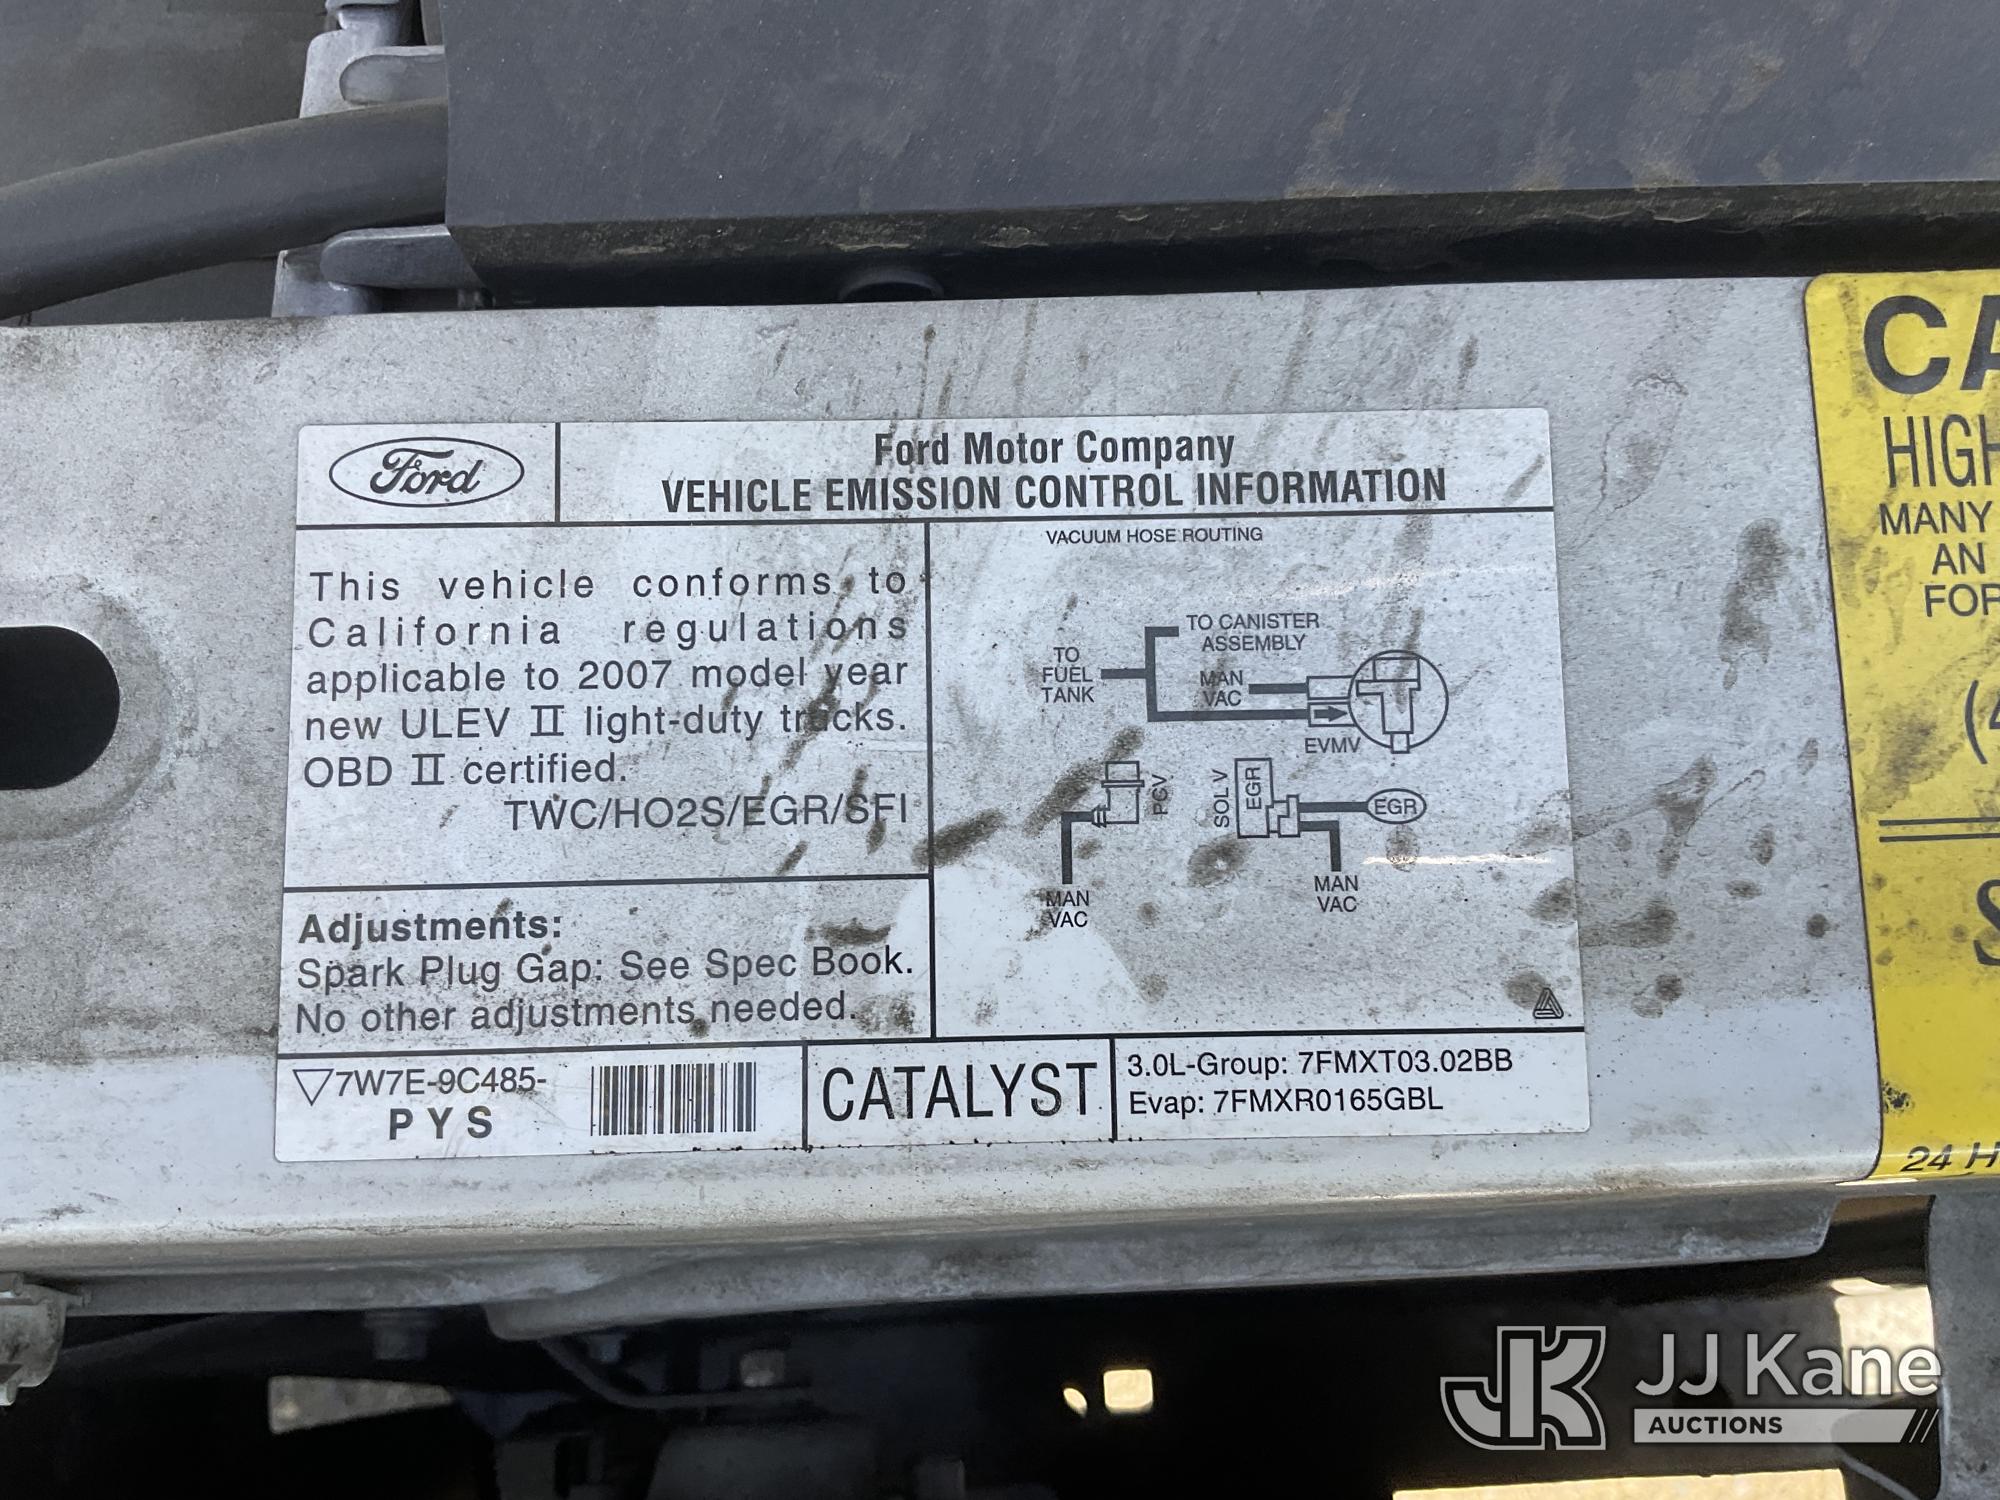 Ford
Ford Motor Company
VEHICLE EMISSION CONTROL INFORMATION
This vehicle conforms to
California regulations
applicable to 2007 model year
new ULEV II light-duty trucks.
OBD II certified.
TWC/HO2S/EGR/SFI
Adjustments:
Spark Plug Gap: See Spec Book.
No other adjustments needed.
VACUUM HOSE ROUTING
TO CANISTER
ASSEMBLY
TO
FUEL
TANK
MAN
VAC
EVMV
PCV
SOL V
EGR
EGR
MAN
VAC
MAN
VAC
7W7E-9C485-
PYS
CATALYST
3.0L-Group: 7FMXT03.02BB
Evap: 7FMXR0165GBL
CA
HIGH
MANY
AN
FOR
(4
S
24 H
JJ Kane
AUCTIONS